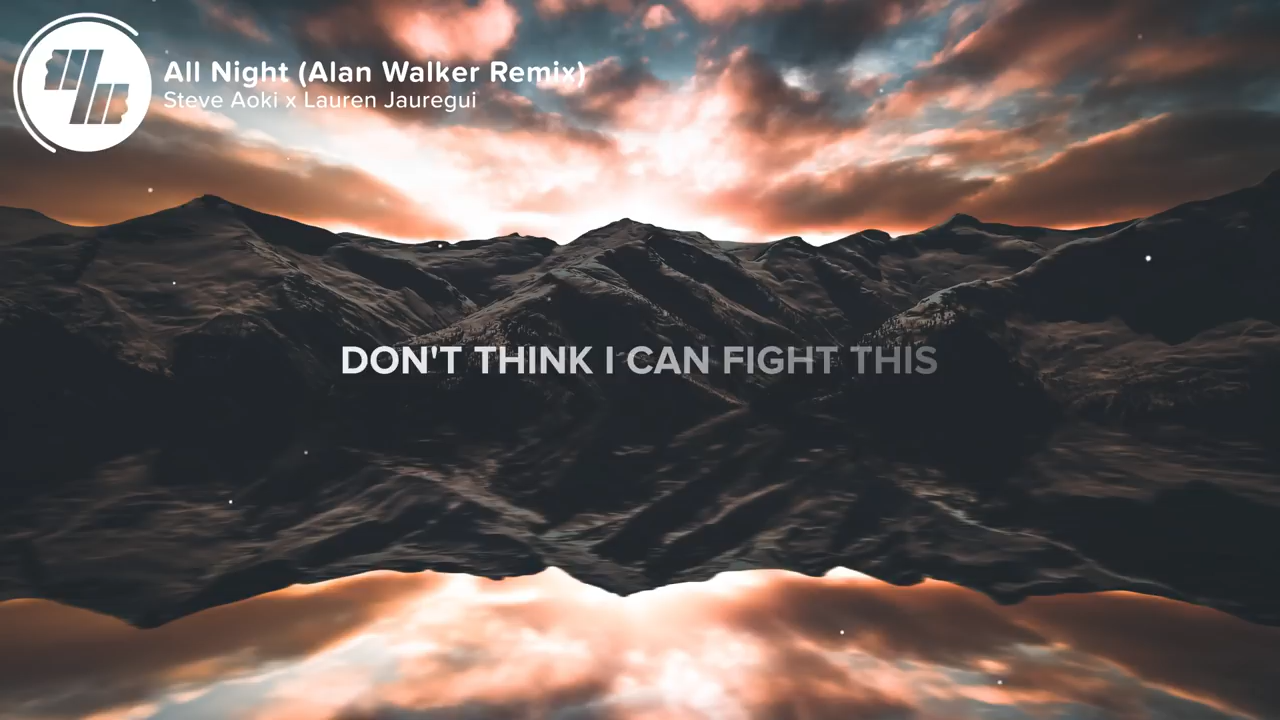 All Night (Alan Walker Remix)
Steve Aoki x Lauren Jauregui
DON'T THINK I CAN FIGHT THIS